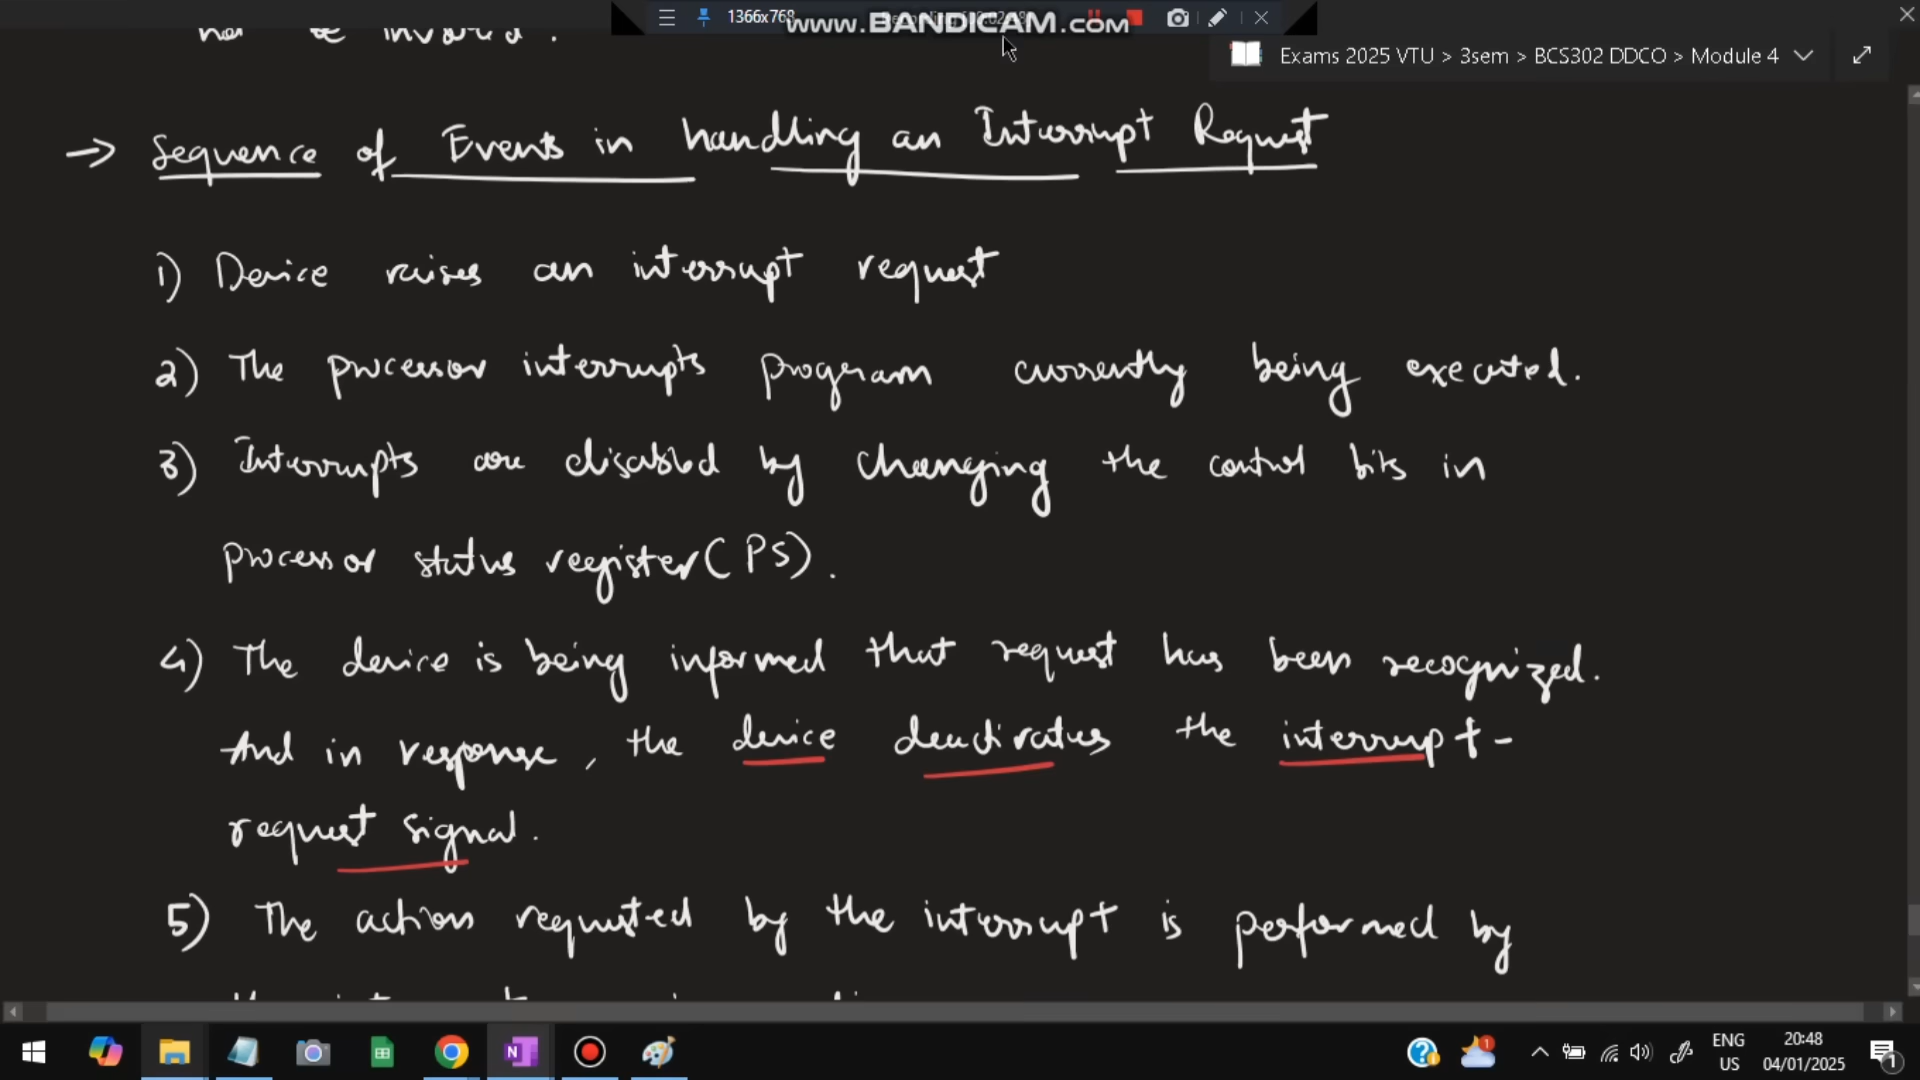 1366x768
www.BANDICAM.com
not be invoked.
Exams 2025 VTU > 3sem > BCS302 DDCO > Module 4
→ Sequence of Events in handling an Interrupt Request
1) Device raises an interrupt request
2) The processor interrupts program currently being executed.
3) Interrupts are disabled by changing the control bits in
processor status register (PS).
4) The device is being informed that request has been recognized.
And in response, the device deactivates the interrupt-
request signal.
5) The action requested by the interrupt is performed by
ENG
US
20:48
04/01/2025